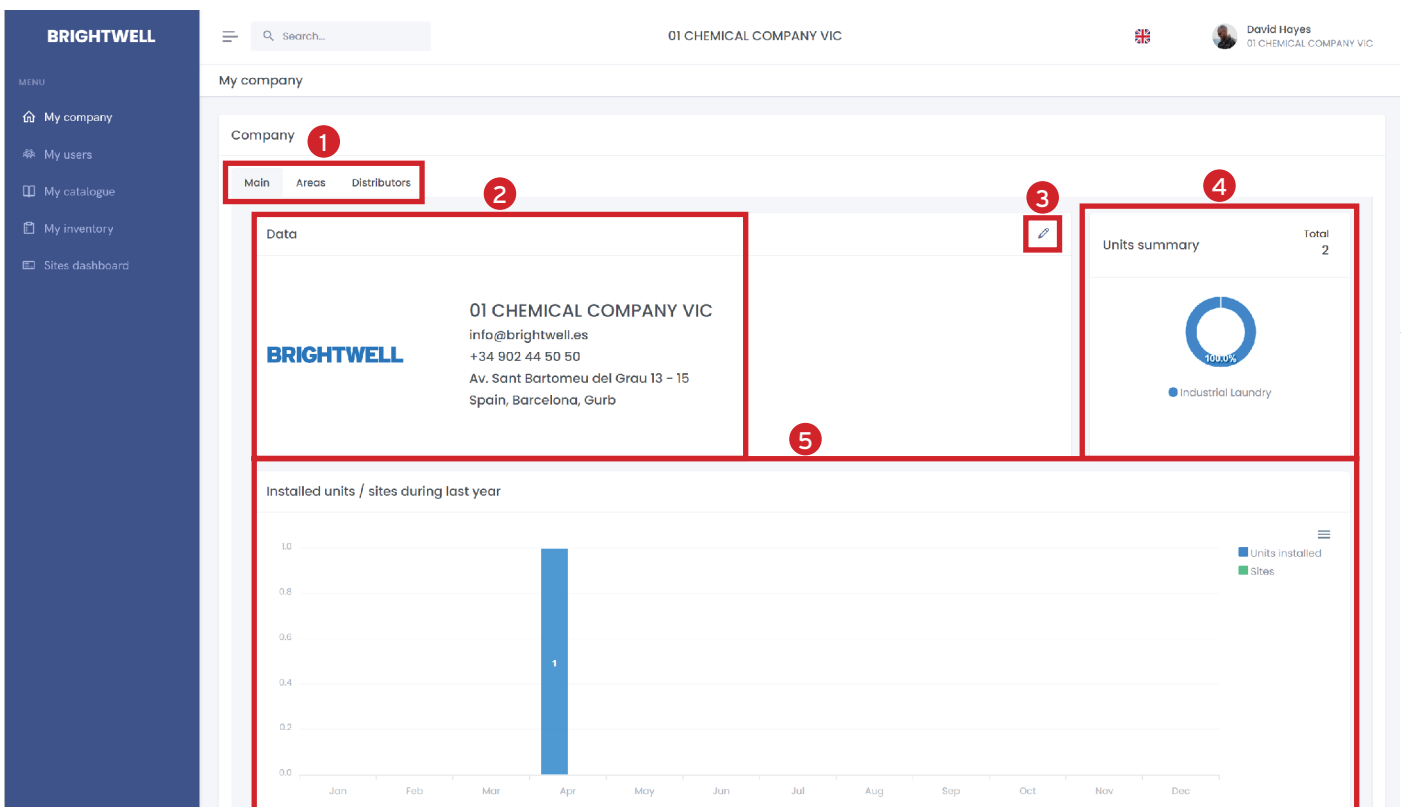 BRIGHTWELL
Search...
01 CHEMICAL COMPANY VIC
David Hayes
01 CHEMICAL COMPANY VIC
MENU
My company
My users
My catalogue
My inventory
Sites dashboard
My company
Company
1
Main Areas Distributors
2
3
4
Data
BRIGHTWELL
01 CHEMICAL COMPANY VIC
info@brightwell.es
+34 902 44 50 50
Av. Sant Bartomeu del Grau 13 - 15
Spain, Barcelona, Gurb
Units summary
Total
2
100.0%
Industrial Laundry
5
Installed units / sites during last year
Units installed
Sites
1.0
0.8
0.6
0.4
0.2
0.0
1
Jan Feb Mar Apr May Jun Jul Aug Sep Oct Nov Dec